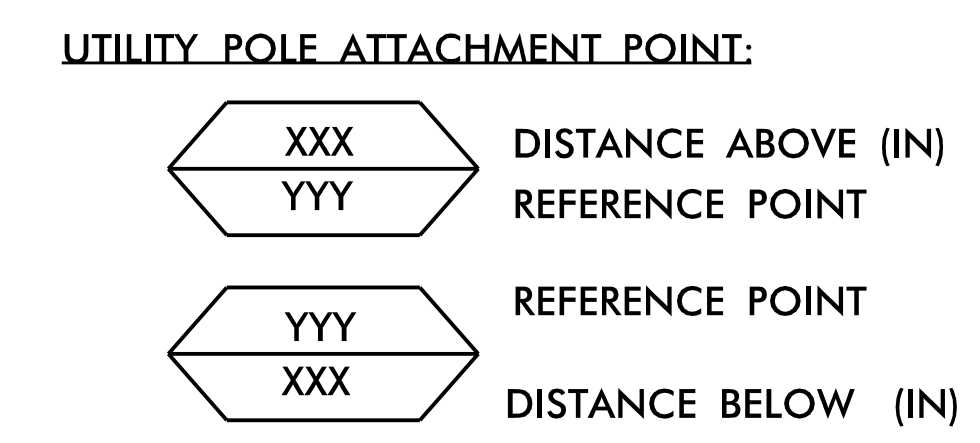 UTILITY POLE ATTACHMENT POINT:
XXX DISTANCE ABOVE (IN)
YYY REFERENCE POINT
YYY REFERENCE POINT
XXX DISTANCE BELOW (IN)